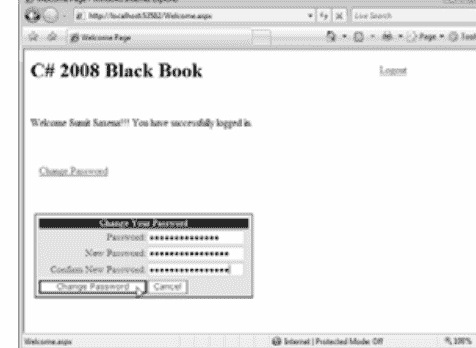 http://localhost:53562/Welcome.aspx
Live Search
Welcome Page
Page
C# 2008 Black Book
Logout
Welcome Sumit Saxena!!! You have successfully logged in.
Change Password
Change Your Password
Password:
New Password:
Confirm New Password:
Change Password
Cancel
Welcome.aspx
Internet | Protected Mode: Off
100%